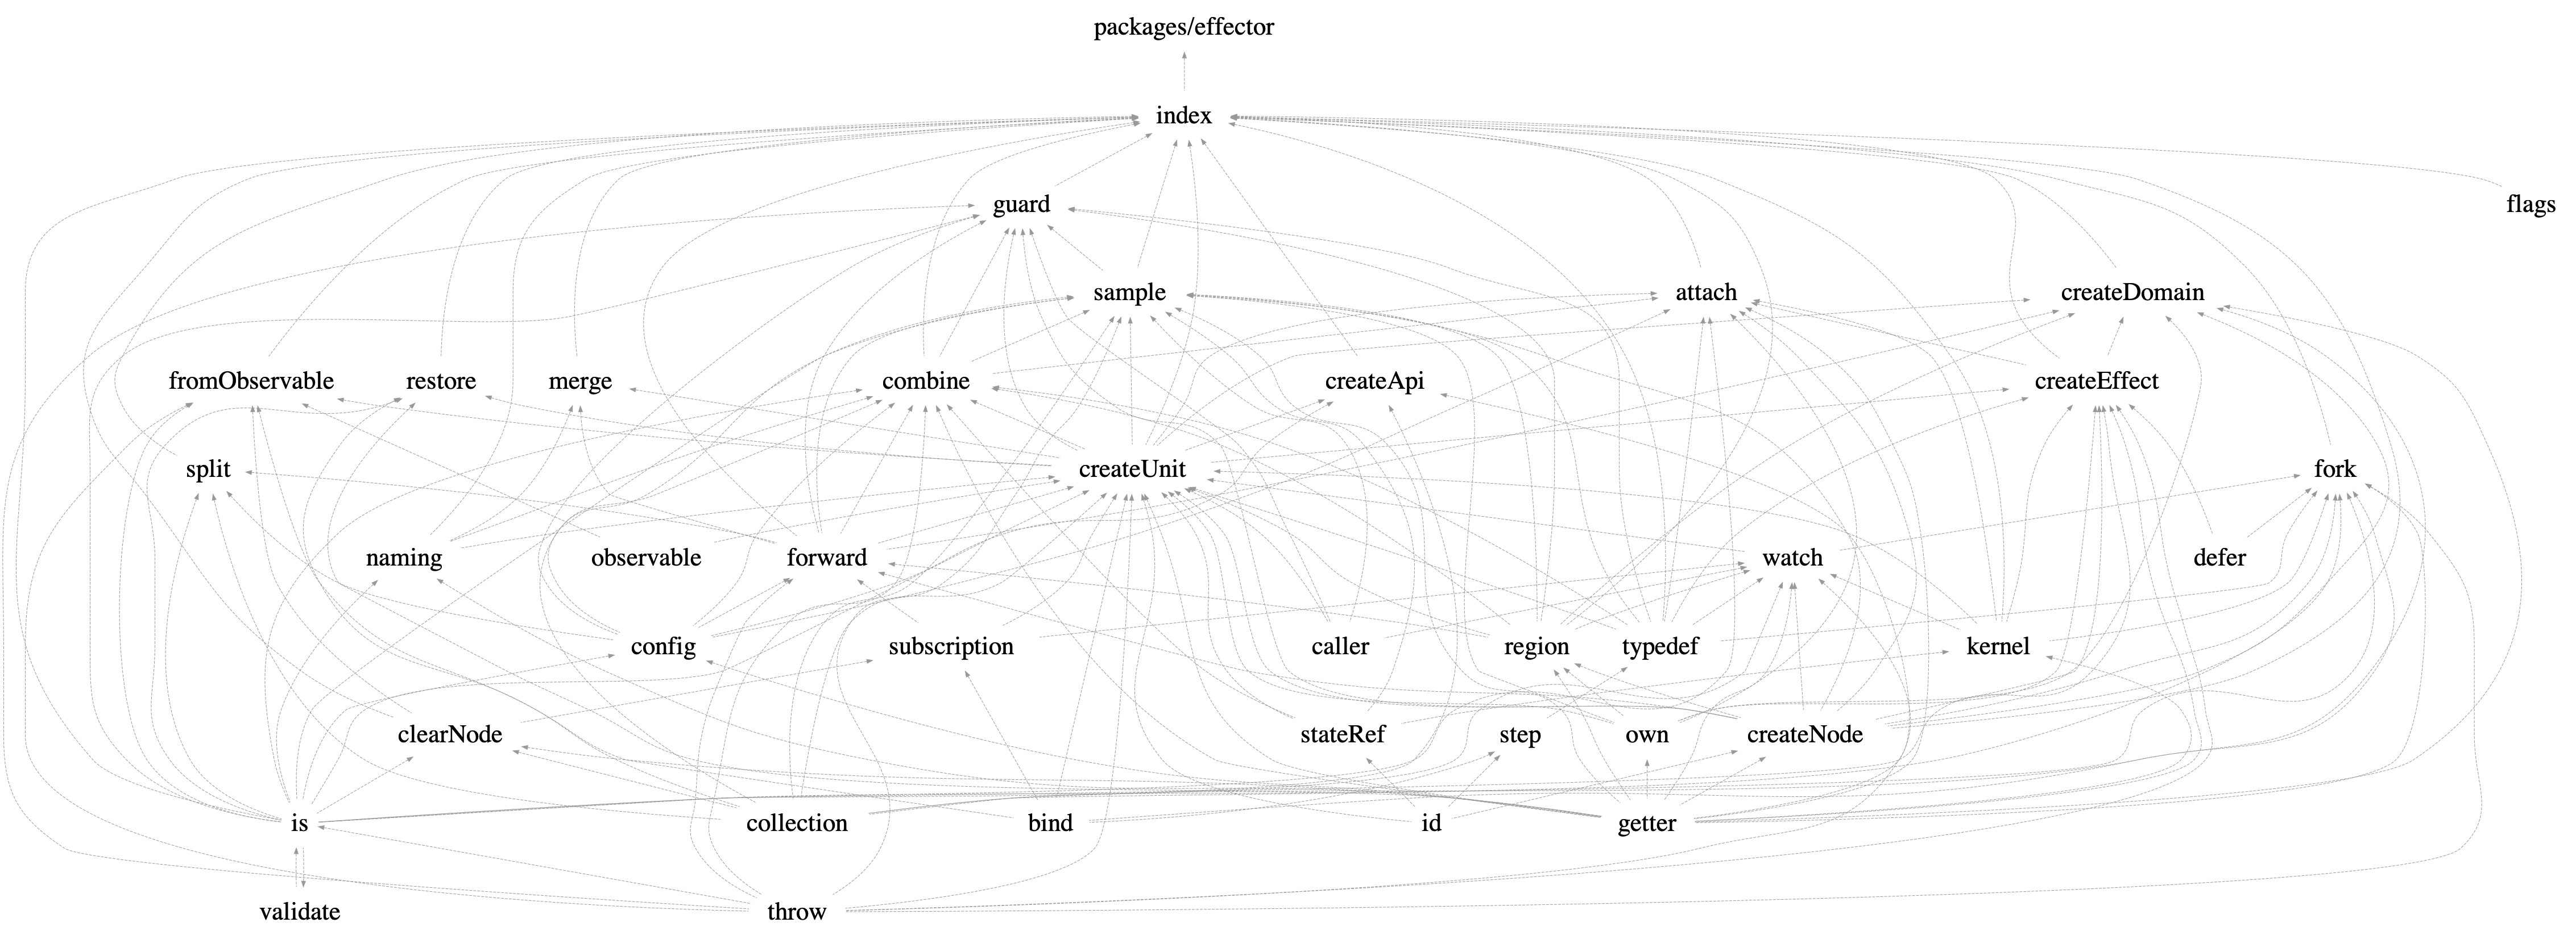 packages/effector
index
guard
flags
sample
attach
createDomain
fromObservable
restore
merge
combine
createApi
createEffect
split
createUnit
fork
naming
observable
forward
watch
defer
config
subscription
caller
region
typedef
kernel
clearNode
stateRef
step
own
createNode
is
collection
bind
id
getter
validate
throw